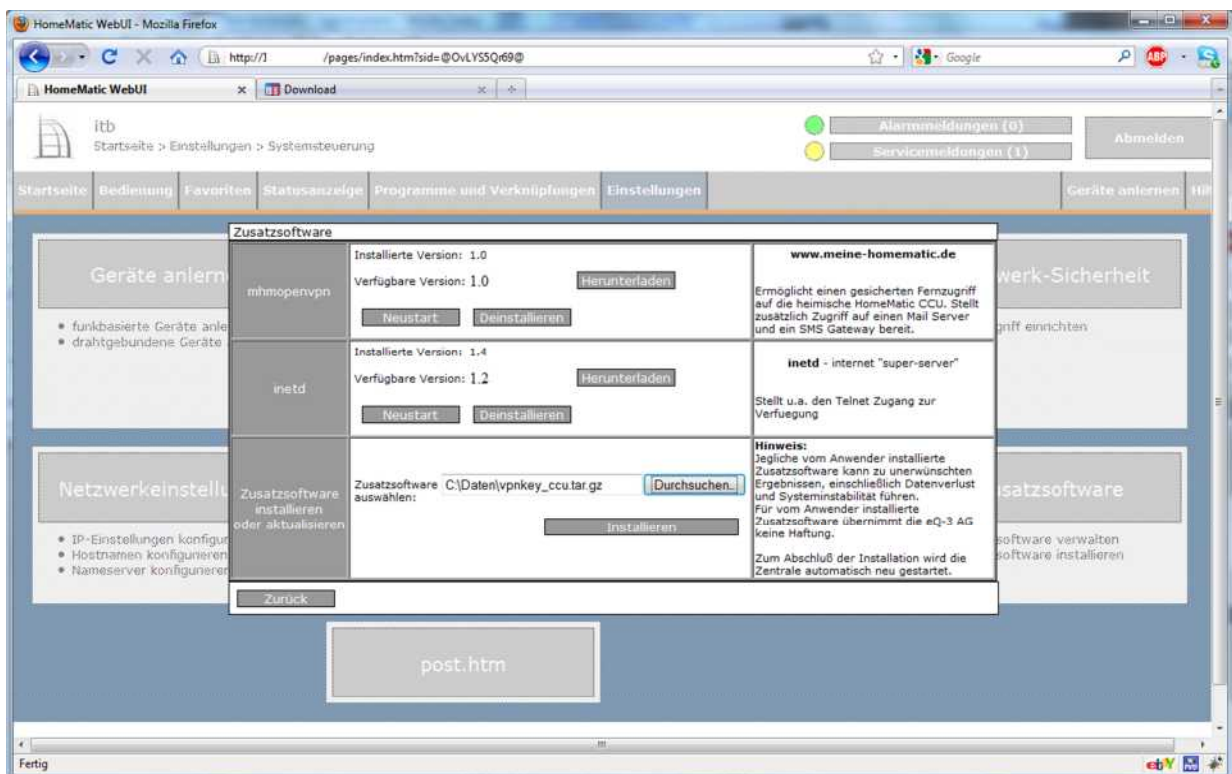 HomeMatic WebUI - Mozilla Firefox
http://1 /pages/index.htm?sid=@OvLYS5Qr69@
Google
ABP
HomeMatic WebUI
Download
itb
Startseite > Einstellungen > Systemsteuerung
Alarmmeldungen (0)
Servicemeldungen (1)
Abmelden
Startseite
Bedienung
Favoriten
Statusanzeige
Programme und Verknüpfungen
Einstellungen
Geräte anlernen
Hil
Zusatzsoftware
mhmopenvpn
Installierte Version: 1.0
Verfügbare Version: 1.0
Herunterladen
Neustart
Deinstallieren
www.meine-homematic.de
Ermöglicht einen gesicherten Fernzugriff
auf die heimische HomeMatic CCU. Stellt
zusätzlich Zugriff auf einen Mail Server
und ein SMS Gateway bereit.
inetd
Installierte Version: 1.4
Verfügbare Version: 1.2
Herunterladen
Neustart
Deinstallieren
inetd - internet "super-server"
Stellt u.a. den Telnet Zugang zur
Verfuegung
Zusatzsoftware
installieren
oder aktualisieren
Zusatzsoftware
auswählen:
C:\Daten\vpnkey_ccu.tar.gz
Durchsuchen..
Installieren
Hinweis:
Jegliche vom Anwender installierte
Zusatzsoftware kann zu unerwünschten
Ergebnissen, einschließlich Datenverlust
und Systeminstabilität führen.
Für vom Anwender installierte
Zusatzsoftware übernimmt die eQ-3 AG
keine Haftung.
Zum Abschluß der Installation wird die
Zentrale automatisch neu gestartet.
Zurück
Geräte anlern
funkbasierte Geräte anle
drahtgebundene Geräte
werk-Sicherheit
griff einrichten
Netzwerkeinstellu
IP-Einstellungen konfigur
Hostnamen konfigurieren
Nameserver konfigurieren
satzsoftware
software verwalten
software installieren
post.htm
Fertig
ebY